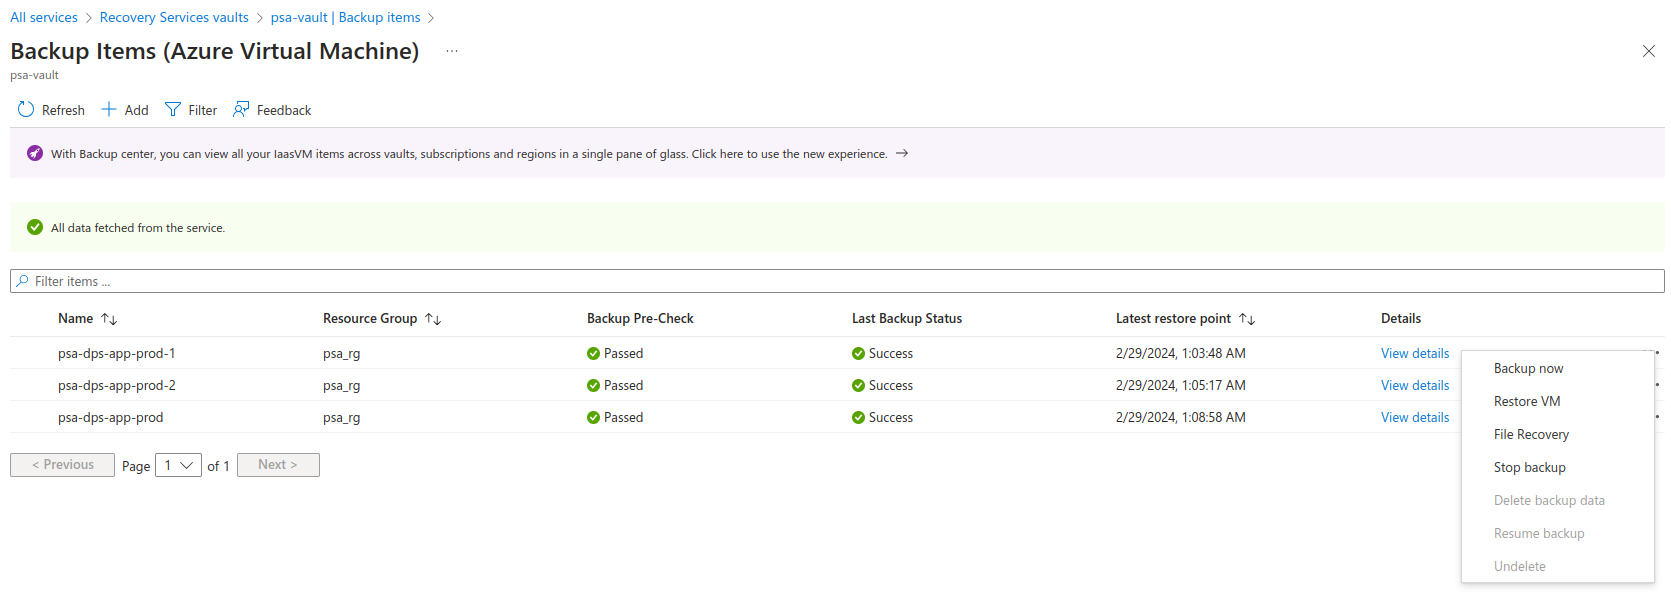 All services > Recovery Services vaults > psa-vault | Backup items >
Backup Items (Azure Virtual Machine) ...
psa-vault
Refresh Add Filter Feedback
With Backup center, you can view all your IaasVM items across vaults, subscriptions and regions in a single pane of glass. Click here to use the new experience. →
All data fetched from the service.
Filter items ...
Name ↑↓ Resource Group ↑↓ Backup Pre-Check Last Backup Status Latest restore point ↑↓ Details
psa-dps-app-prod-1 psa_rg Passed Success 2/29/2024, 1:03:48 AM View details
psa-dps-app-prod-2 psa_rg Passed Success 2/29/2024, 1:05:17 AM View details
psa-dps-app-prod psa_rg Passed Success 2/29/2024, 1:08:58 AM View details
< Previous Page 1 of 1 Next >
Backup now
Restore VM
File Recovery
Stop backup
Delete backup data
Resume backup
Undelete